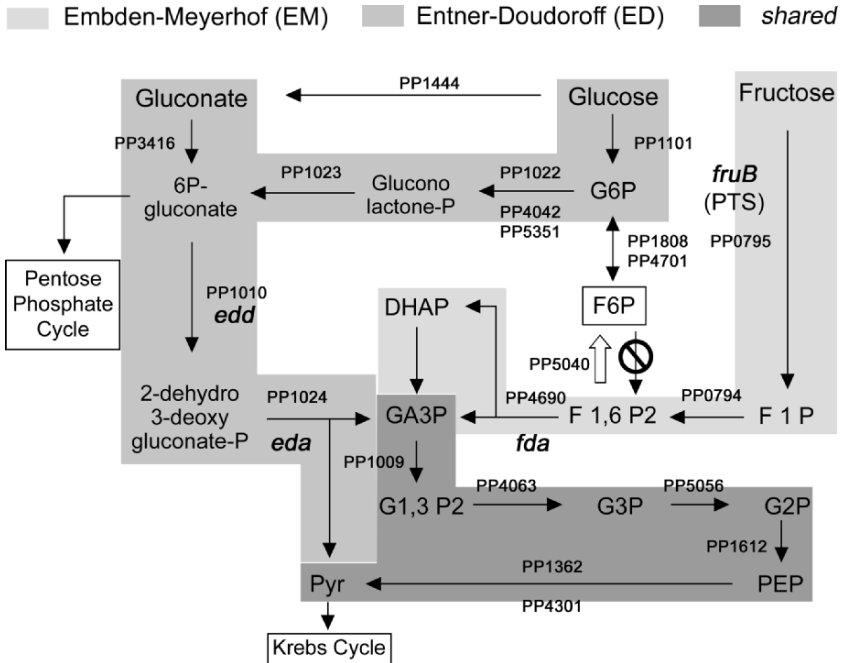 Embden-Meyerhof (EM)
Entner-Doudoroff (ED)
shared
Gluconate
PP1444
Glucose
Fructose
PP3416
PP1101
6P-
gluconate
PP1023
Glucono
lactone-P
PP1022
PP4042
PP5351
G6P
fruB
(PTS)
PP0795
PP1808
PP4701
Pentose
Phosphate
Cycle
PP1010
edd
DHAP
F6P
PP5040
2-dehydro
3-deoxy
gluconate-P
PP1024
eda
GA3P
PP4690
fda
F 1,6 P2
PP0794
F 1 P
PP1009
G1,3 P2
PP4063
G3P
PP5056
G2P
PP1612
Pyr
PP1362
PP4301
PEP
Krebs Cycle